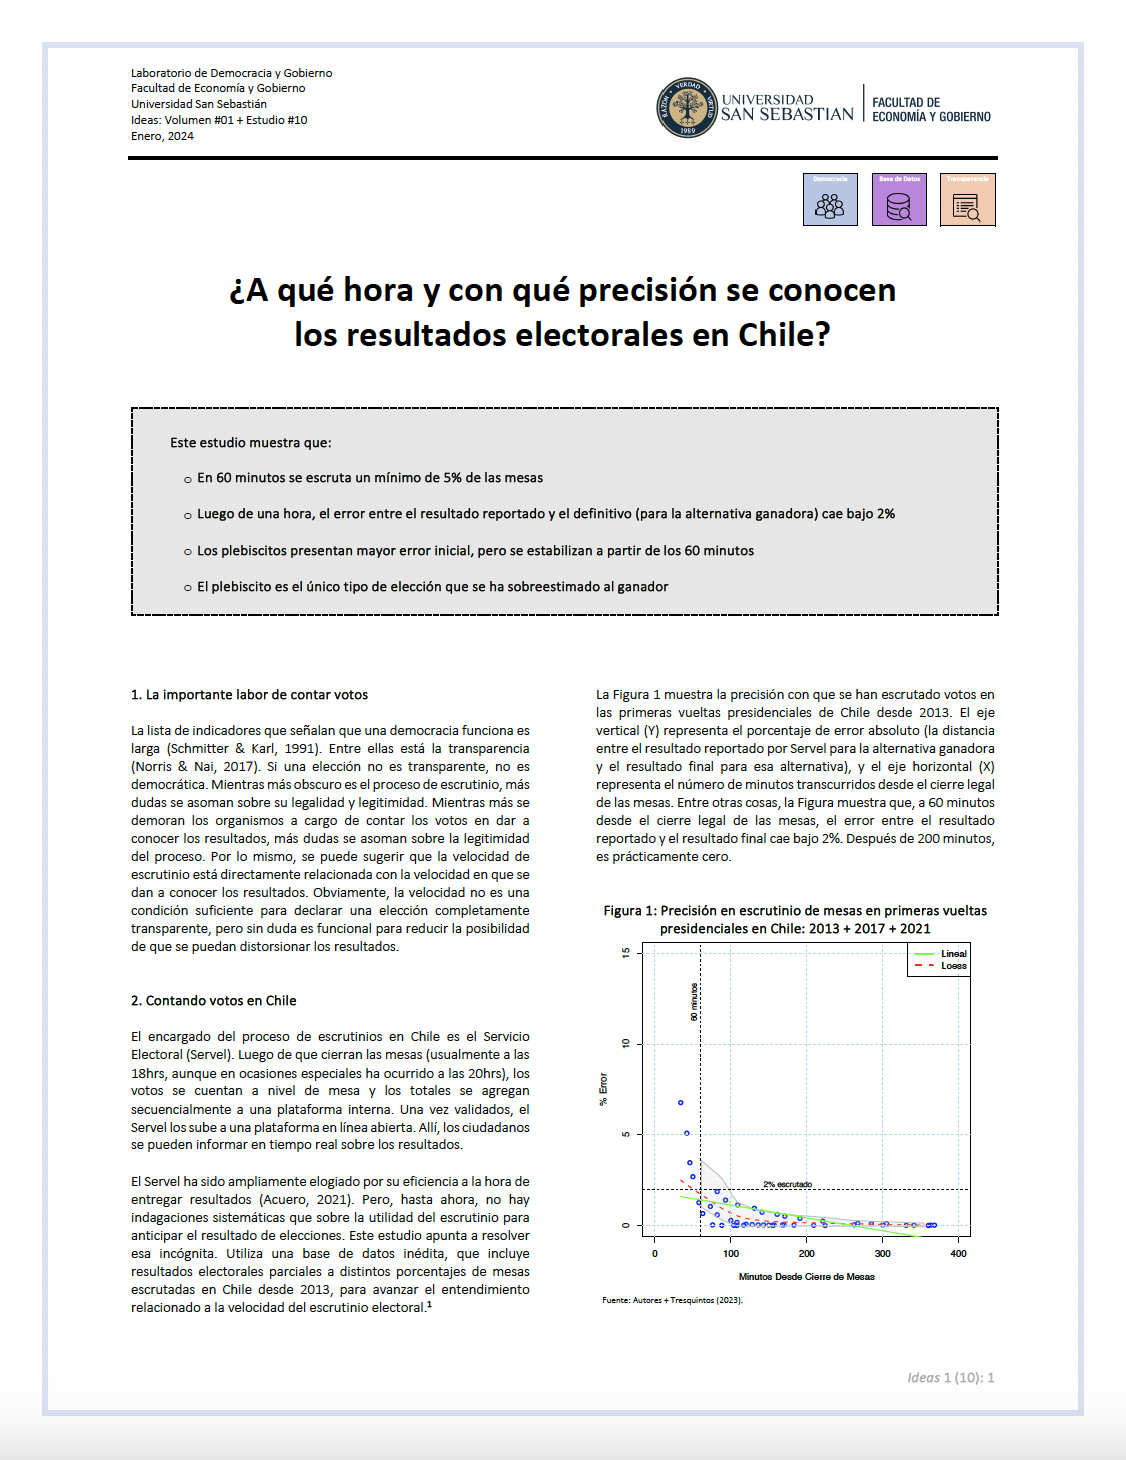 Laboratorio de Democracia y Gobierno
Facultad de Economía y Gobierno
Universidad San Sebastián
Ideas: Volumen #01 + Estudio #10
Enero, 2024
RAZON VERDAD VIRTUD
1989
UNIVERSIDAD
SAN SEBASTIAN
FACULTAD DE
ECONOMÍA Y GOBIERNO
Democracia
Base de Datos
Transparencia
¿A qué hora y con qué precisión se conocen
los resultados electorales en Chile?
Este estudio muestra que:
o En 60 minutos se escruta un mínimo de 5% de las mesas
o Luego de una hora, el error entre el resultado reportado y el definitivo (para la alternativa ganadora) cae bajo 2%
o Los plebiscitos presentan mayor error inicial, pero se estabilizan a partir de los 60 minutos
o El plebiscito es el único tipo de elección que se ha sobreestimado al ganador
1. La importante labor de contar votos
La lista de indicadores que señalan que una democracia funciona es
larga (Schmitter & Karl, 1991). Entre ellas está la transparencia
(Norris & Nai, 2017). Si una elección no es transparente, no es
democrática. Mientras más obscuro es el proceso de escrutinio, más
dudas se asoman sobre su legalidad y legitimidad. Mientras más se
demoran los organismos a cargo de contar los votos en dar a
conocer los resultados, más dudas se asoman sobre la legitimidad
del proceso. Por lo mismo, se puede sugerir que la velocidad de
escrutinio está directamente relacionada con la velocidad en que se
dan a conocer los resultados. Obviamente, la velocidad no es una
condición suficiente para declarar una elección completamente
transparente, pero sin duda es funcional para reducir la posibilidad
de que se puedan distorsionar los resultados.
2. Contando votos en Chile
El encargado del proceso de escrutinios en Chile es el Servicio
Electoral (Servel). Luego de que cierran las mesas (usualmente a las
18hrs, aunque en ocasiones especiales ha ocurrido a las 20hrs), los
votos se cuentan a nivel de mesa y los totales se agregan
secuencialmente a una plataforma interna. Una vez validados, el
Servel los sube a una plataforma en línea abierta. Allí, los ciudadanos
se pueden informar en tiempo real sobre los resultados.
El Servel ha sido ampliamente elogiado por su eficiencia a la hora de
entregar resultados (Acuero, 2021). Pero, hasta ahora, no hay
indagaciones sistemáticas que sobre la utilidad del escrutinio para
anticipar el resultado de elecciones. Este estudio apunta a resolver
esa incógnita. Utiliza una base de datos inédita, que incluye
resultados electorales parciales a distintos porcentajes de mesas
escrutadas en Chile desde 2013, para avanzar el entendimiento
relacionado a la velocidad del escrutinio electoral.1
La Figura 1 muestra la precisión con que se han escrutado votos en
las primeras vueltas presidenciales de Chile desde 2013. El eje
vertical (Y) representa el porcentaje de error absoluto (la distancia
entre el resultado reportado por Servel para la alternativa ganadora
y el resultado final para esa alternativa), y el eje horizontal (X)
representa el número de minutos transcurridos desde el cierre legal
de las mesas. Entre otras cosas, la Figura muestra que, a 60 minutos
desde el cierre legal de las mesas, el error entre el resultado
reportado y el resultado final cae bajo 2%. Después de 200 minutos,
es prácticamente cero.
Figura 1: Precisión en escrutinio de mesas en primeras vueltas
presidenciales en Chile: 2013 + 2017 + 2021
Lineal
Loess
60 minutos
2% escrutado
% Error
15
10
5
0
0 100 200 300 400
Minutos Desde Cierre de Mesas
Fuente: Autores + Tresquintos (2023).
Ideas 1 (10): 1